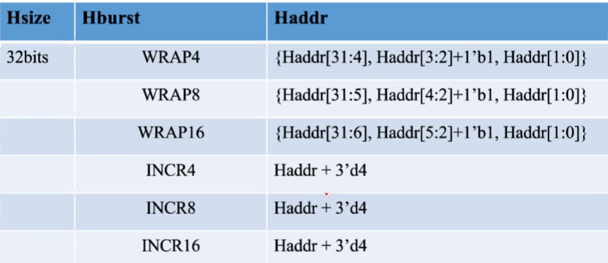 Hsize Hburst Haddr
32bits WRAP4 {Haddr[31:4], Haddr[3:2]+1’b1, Haddr[1:0]}
WRAP8 {Haddr[31:5], Haddr[4:2]+1’b1, Haddr[1:0]}
WRAP16 {Haddr[31:6], Haddr[5:2]+1’b1, Haddr[1:0]}
INCR4 Haddr + 3’d4
INCR8 Haddr + 3’d4
INCR16 Haddr + 3’d4